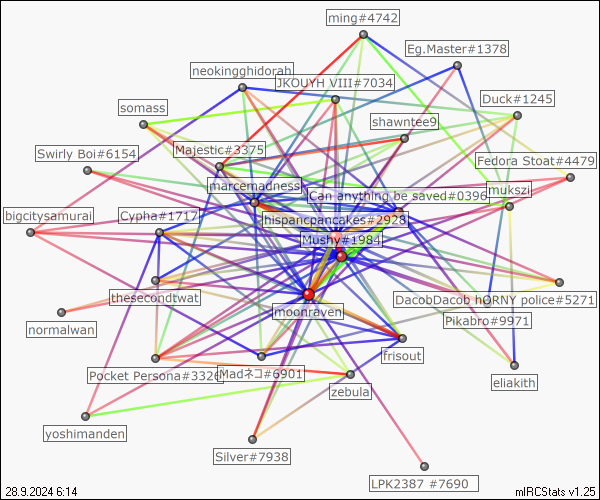 ming#4742
Eg.Master#1378
neokingghidorah
JKOUYH VIII#7034
Duck#1245
somass
shawntee9
Swirly Boi#6154
Majestic#3375
Fedora Stoat#4479
marcemadness
Can anything be saved#0396
mukszi
bigcitysamurai
Cypha#1717
hispancpancakes#2928
Mushy#1984
thesecondtwat
DacobDacob hORNY police#5271
moonraven
Pikabro#9971
normalwan
frisout
Pocket Persona#3326
Madネコ#6901
eliakith
zebula
yoshimanden
Silver#7938
LPK2387 #7690
28.9.2024 6:14
mIRCStats v1.25